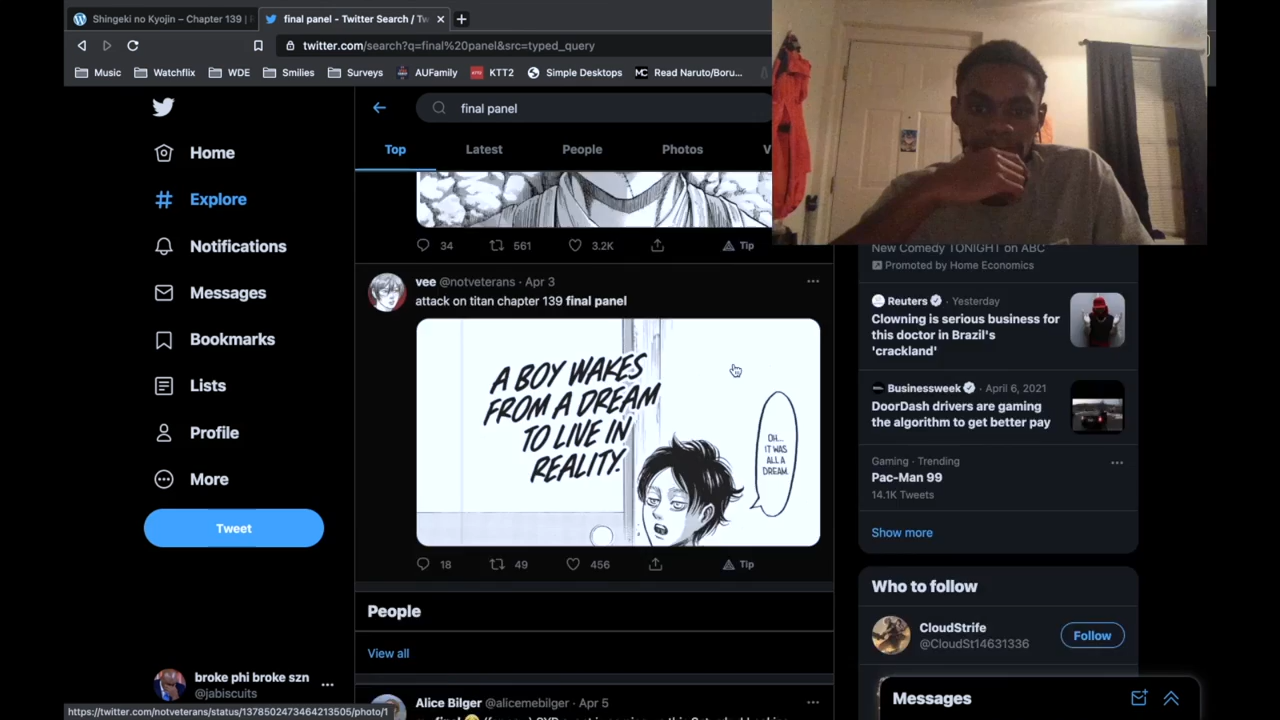 Shingeki no Kyojin – Chapter 139 |
final panel - Twitter Search / Tw
twitter.com/search?q=final%20panel&src=typed_query
Music
Watchflix
WDE
Smilies
Surveys
AUFamily
KTT2
Simple Desktops
Read Naruto/Boru...
final panel
Top
Latest
People
Photos
V
Home
Explore
Notifications
Messages
Bookmarks
Lists
Profile
More
Tweet
34
561
3.2K
Tip
vee @notveterans · Apr 3
attack on titan chapter 139 final panel
A BOY WAKES
FROM A DREAM
TO LIVE IN
REALITY.
OH...
IT WAS
ALL A
DREAM.
18
49
456
Tip
People
View all
Alice Bilger @alicemebilger · Apr 5
New Comedy TONIGHT on ABC
Promoted by Home Economics
Reuters · Yesterday
Clowning is serious business for
this doctor in Brazil's
'crackland'
Businessweek · April 6, 2021
DoorDash drivers are gaming
the algorithm to get better pay
Gaming · Trending
Pac-Man 99
14.1K Tweets
Show more
Who to follow
CloudStrife
@CloudSt14631336
Follow
Messages
broke phi broke szn
@jabiscuits
https://twitter.com/notveterans/status/1378502473464213505/photo/1